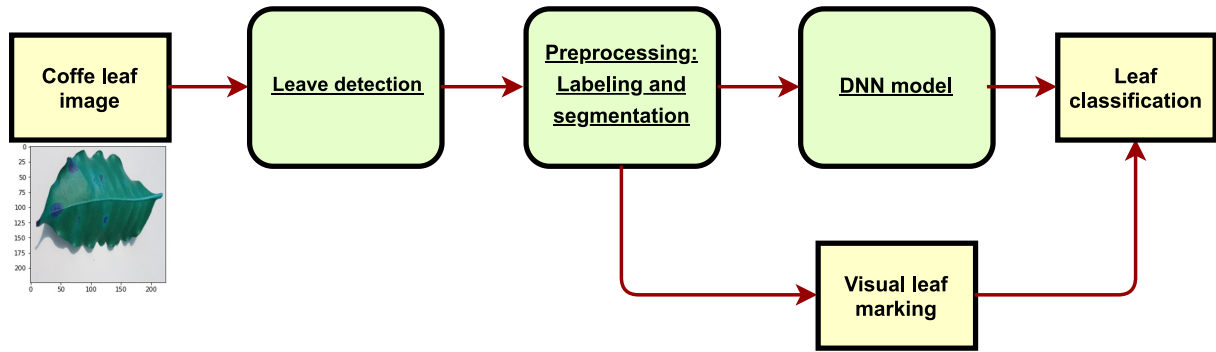 Coffe leaf
image
Leave detection
Preprocessing:
Labeling and
segmentation
DNN model
Leaf
classification
Visual leaf
marking
0
25
50
75
100
125
150
175
200
0
50
100
150
200